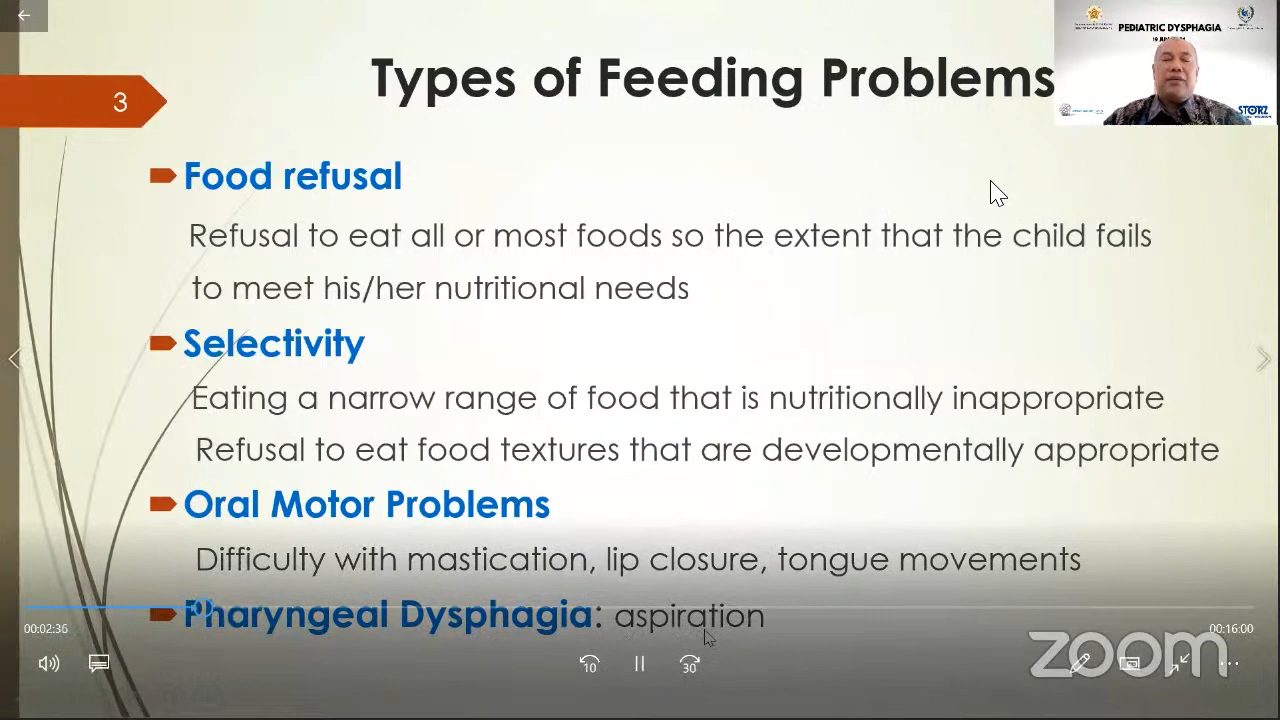 PEDIATRIC DYSPHAGIA
STORZ
3
Types of Feeding Problems
Food refusal
Refusal to eat all or most foods so the extent that the child fails
to meet his/her nutritional needs
Selectivity
Eating a narrow range of food that is nutritionally inappropriate
Refusal to eat food textures that are developmentally appropriate
Oral Motor Problems
Difficulty with mastication, lip closure, tongue movements
Pharyngeal Dysphagia: aspiration
00:02:36
00:16:00
10
30
zoom